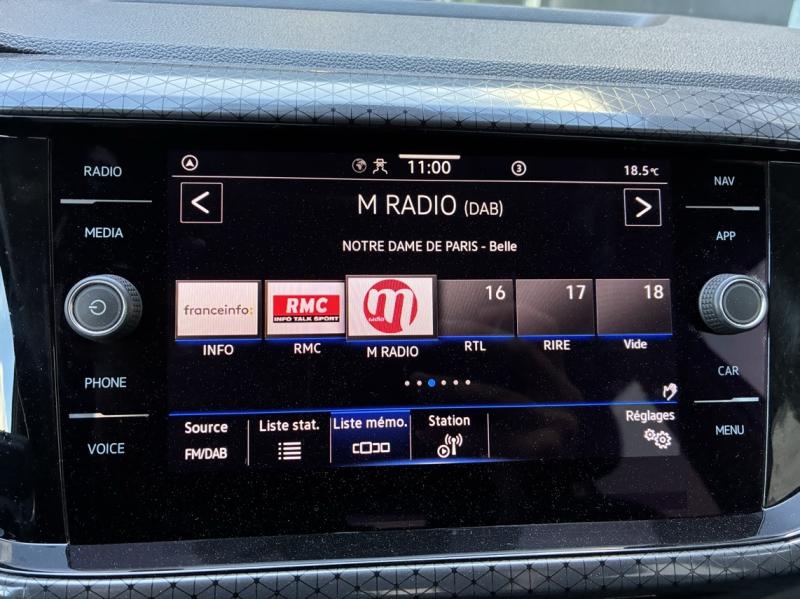 RADIO
MEDIA
PHONE
VOICE
11:00
3
18.5°C
M RADIO (DAB)
NOTRE DAME DE PARIS - Belle
franceinfo:
RMC
INFO TALK SPORT
m
radio
16
17
18
INFO
RMC
M RADIO
RTL
RIRE
Vide
Source
FM/DAB
Liste stat.
Liste mémo.
Station
Réglages
NAV
APP
CAR
MENU